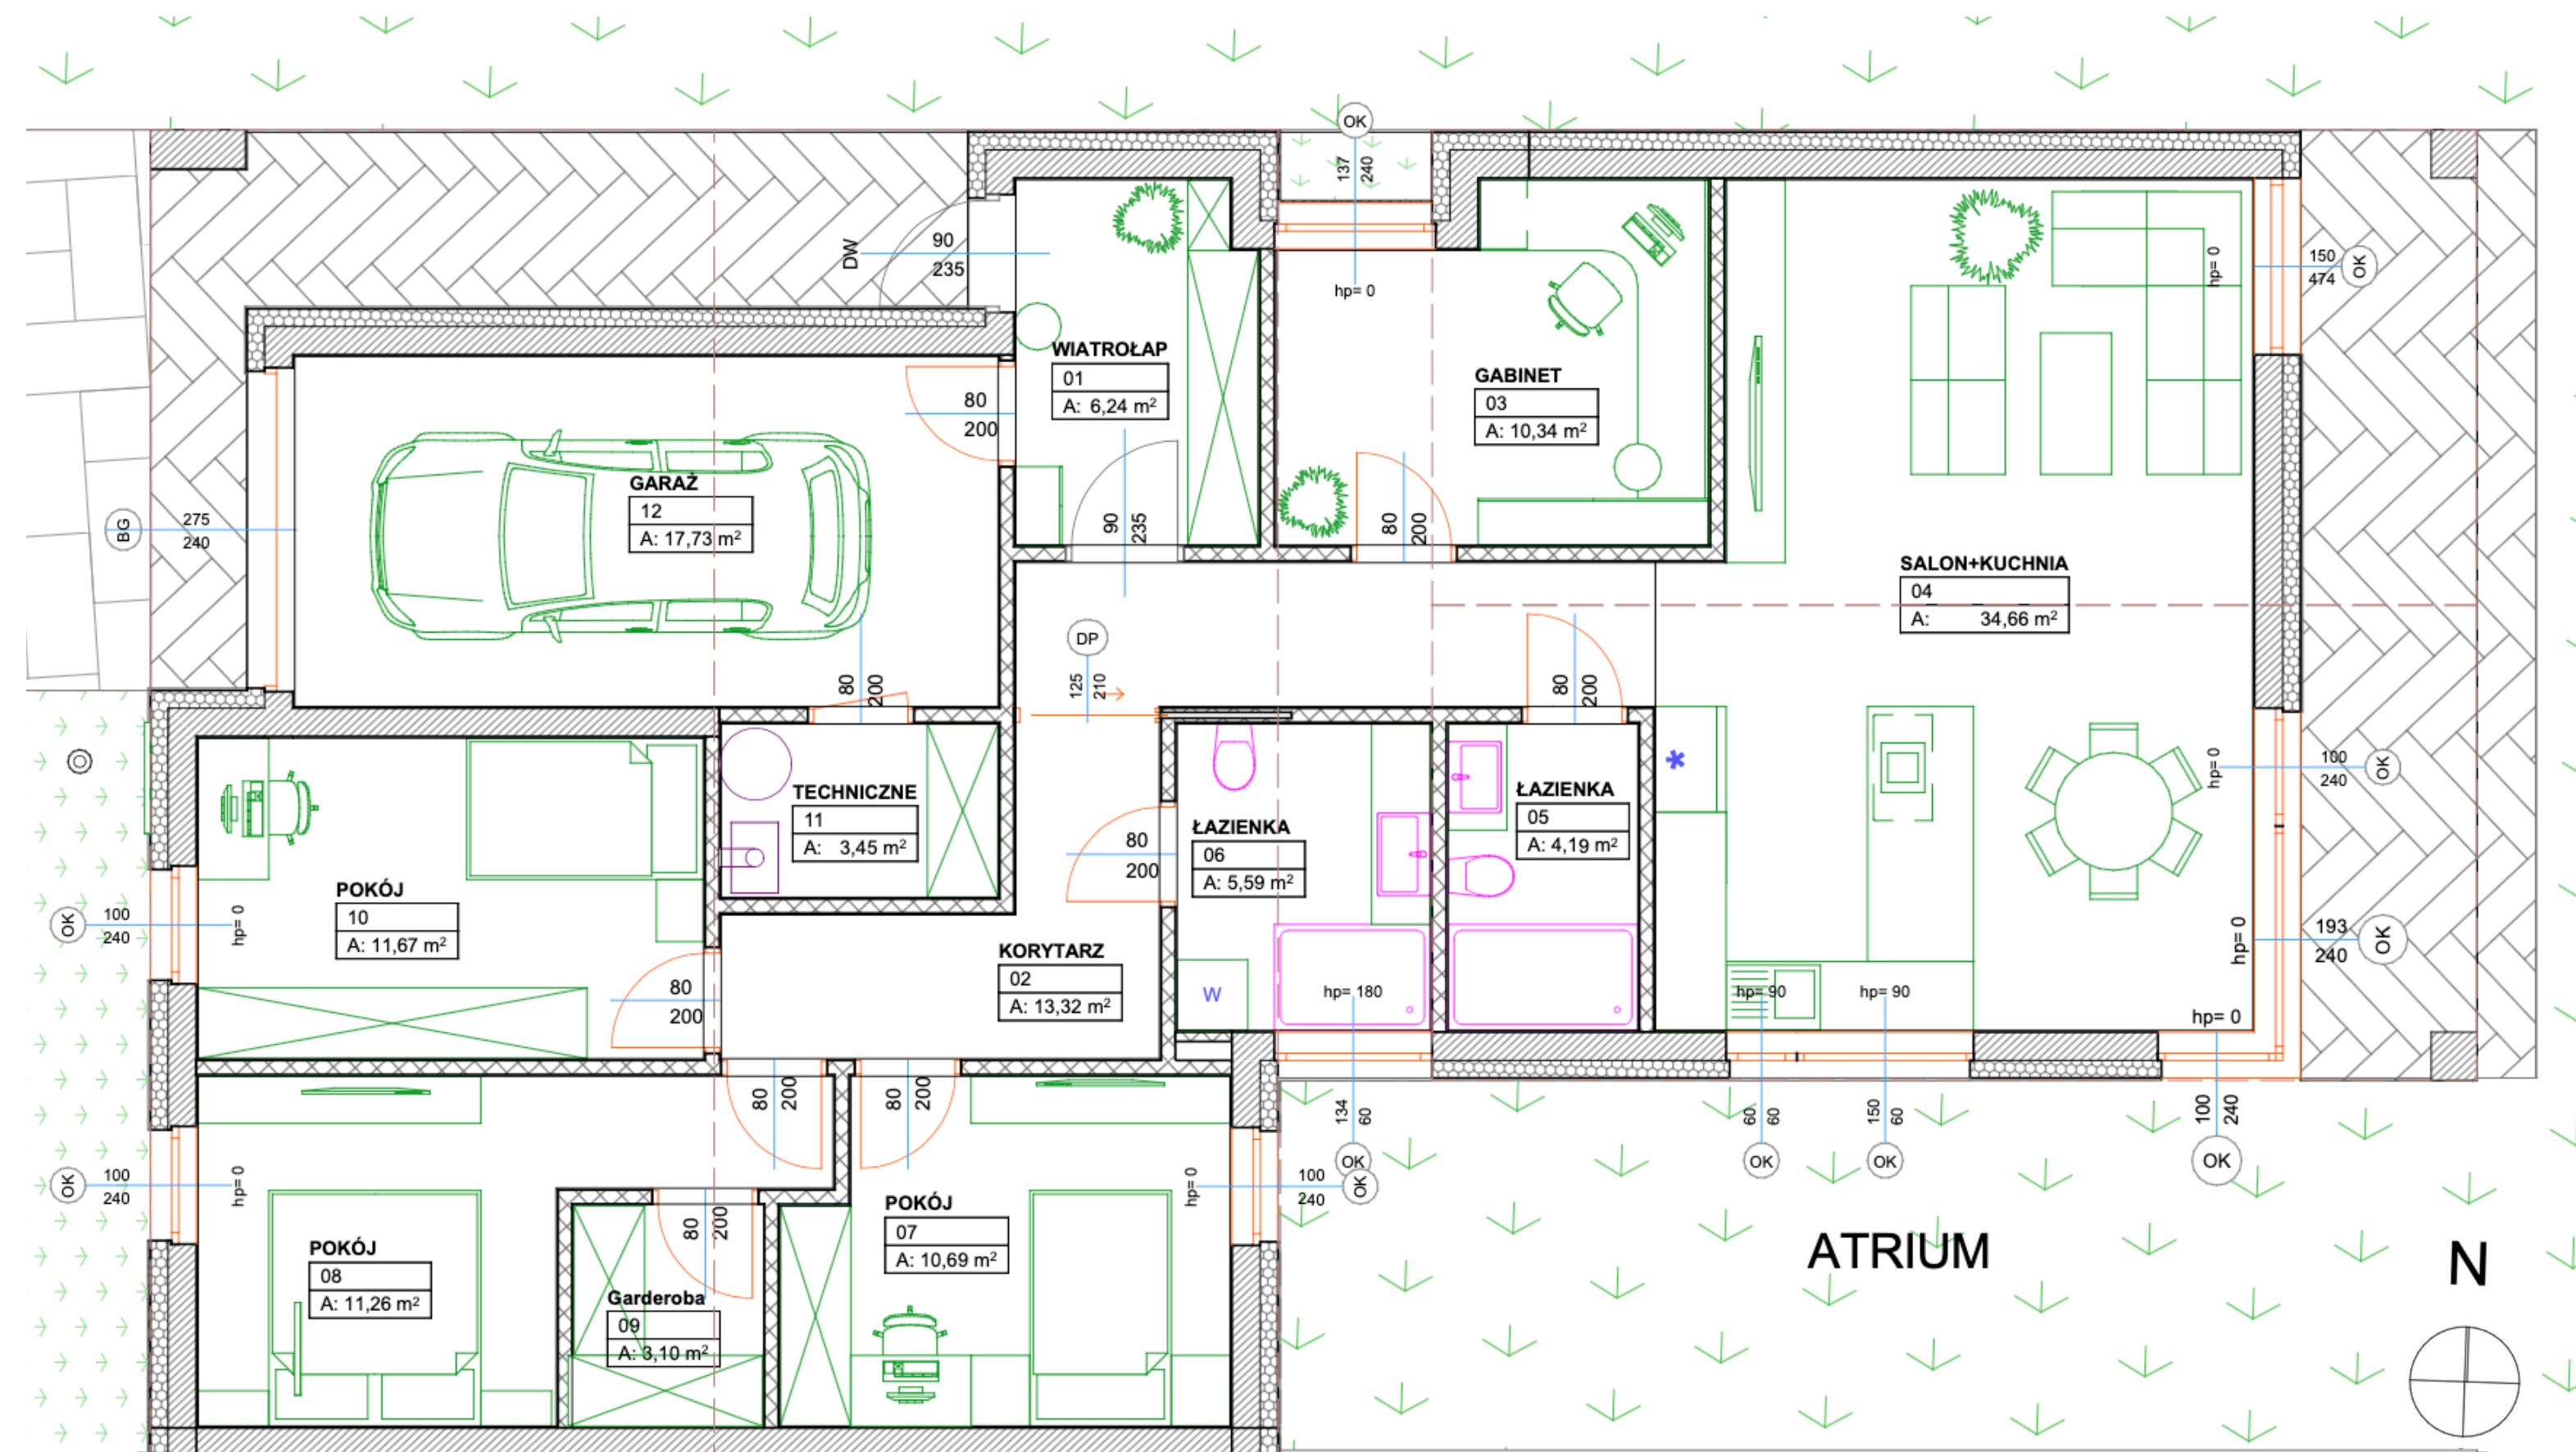 OK
137
240
hp= 0
DW
90
235
150
474
OK
hp= 0
WIATROŁAP
01
A: 6,24 m²
80
200
GABINET
03
A: 10,34 m²
GARAŻ
12
A: 17,73 m²
BG
275
240
90
235
80
200
SALON+KUCHNIA
04
A: 34,66 m²
DP
125
210
80
200
80
200
hp= 0
100
240
OK
*
TECHNICZNE
11
A: 3,45 m²
ŁAZIENKA
05
A: 4,19 m²
ŁAZIENKA
06
A: 5,59 m²
80
200
POKÓJ
10
A: 11,67 m²
OK
100
240
hp= 0
KORYTARZ
02
A: 13,32 m²
80
200
W
hp= 180
hp= 90
hp= 90
hp= 0
hp= 0
193
240
OK
80
200
80
200
134
60
OK
60
60
OK
150
60
OK
100
240
OK
OK
100
240
hp= 0
hp= 0
100
240
OK
80
200
POKÓJ
07
A: 10,69 m²
POKÓJ
08
A: 11,26 m²
Garderoba
09
A: 3,10 m²
ATRIUM
N